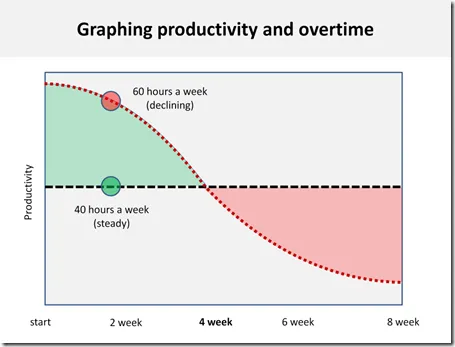 Graphing productivity and overtime
60 hours a week
(declining)
Productivity
40 hours a week
(steady)
start
2 week
4 week
6 week
8 week